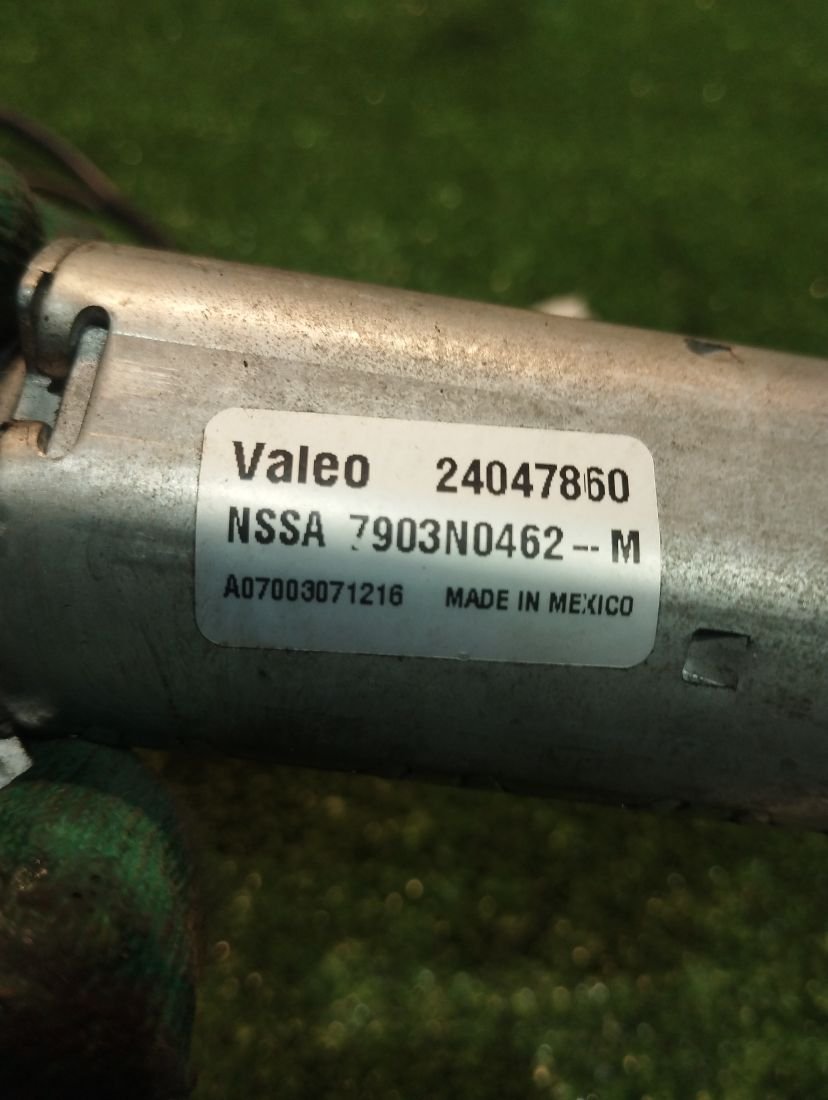 Valeo 24047860
NSSA 7903N0462--M
A07003071216 MADE IN MEXICO